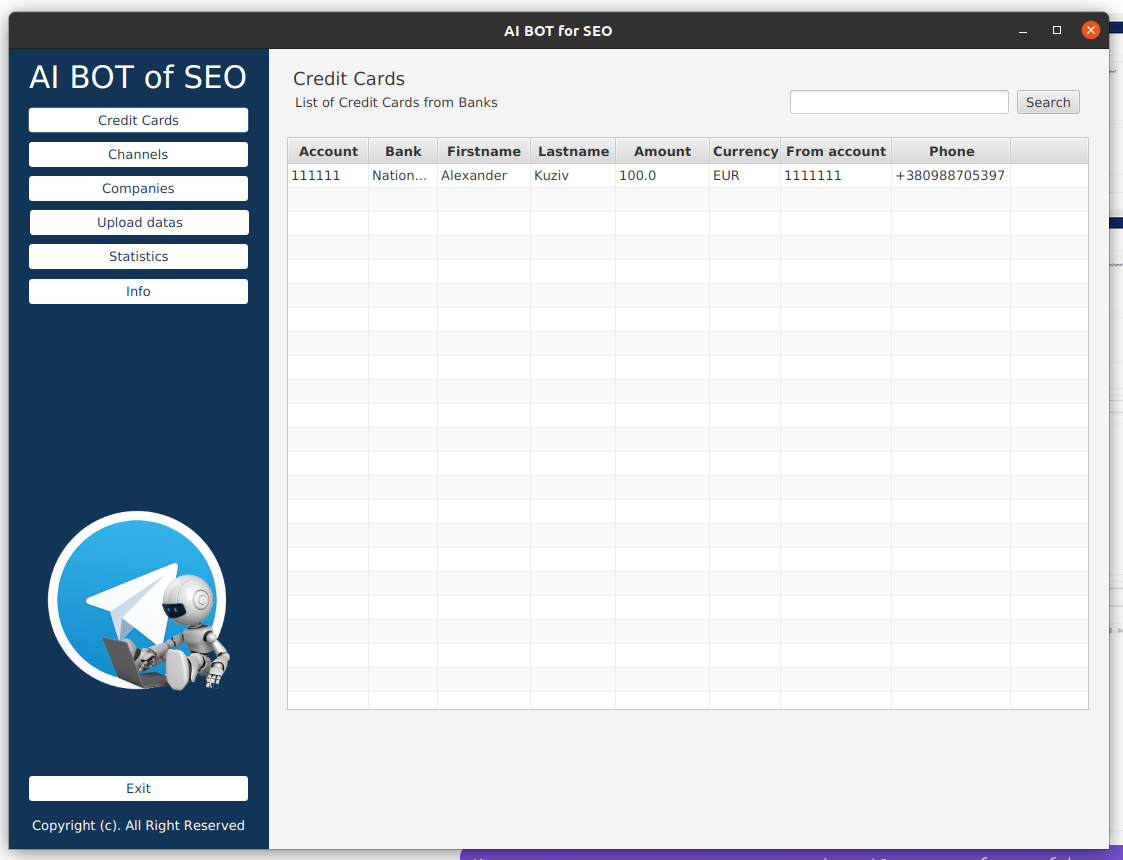 AI BOT for SEO
AI BOT of SEO
Credit Cards
Channels
Companies
Upload datas
Statistics
Info
Exit
Copyright (c). All Right Reserved
Credit Cards
List of Credit Cards from Banks
Search
Account Bank Firstname Lastname Amount Currency From account Phone
111111 Nation... Alexander Kuziv 100.0 EUR 1111111 +380988705397